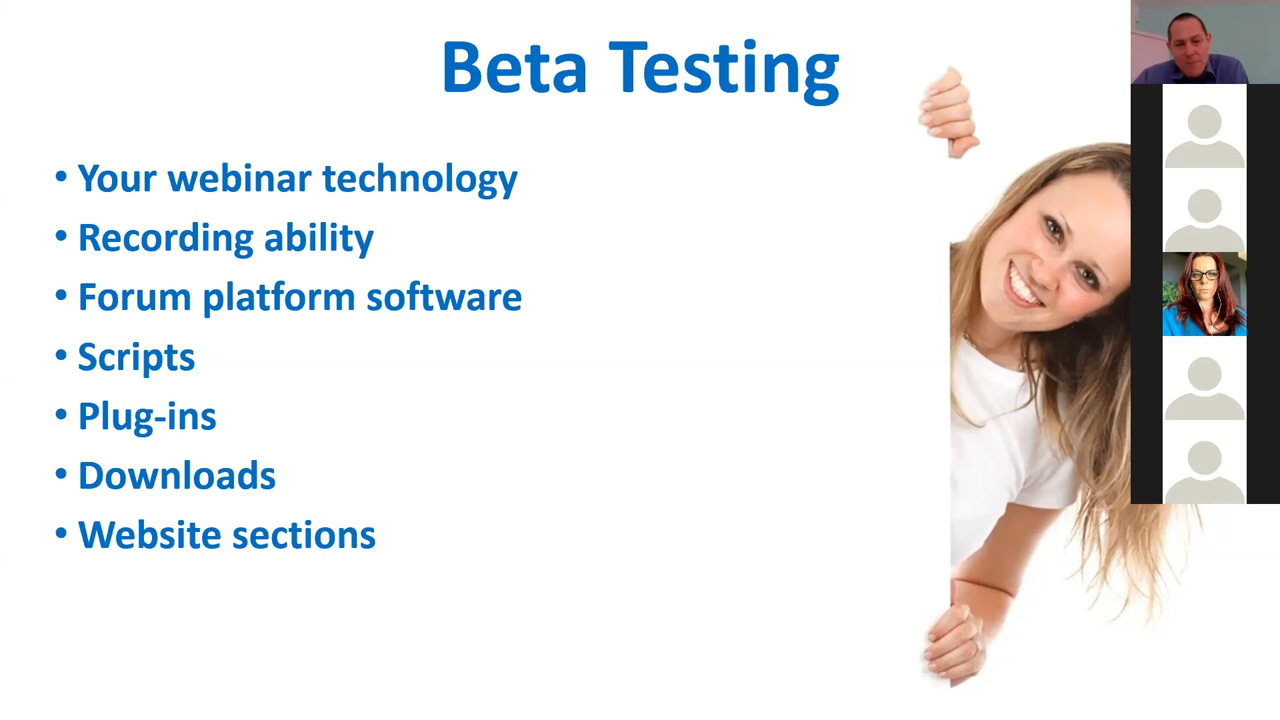 Beta Testing
• Your webinar technology
• Recording ability
• Forum platform software
• Scripts
• Plug-ins
• Downloads
• Website sections